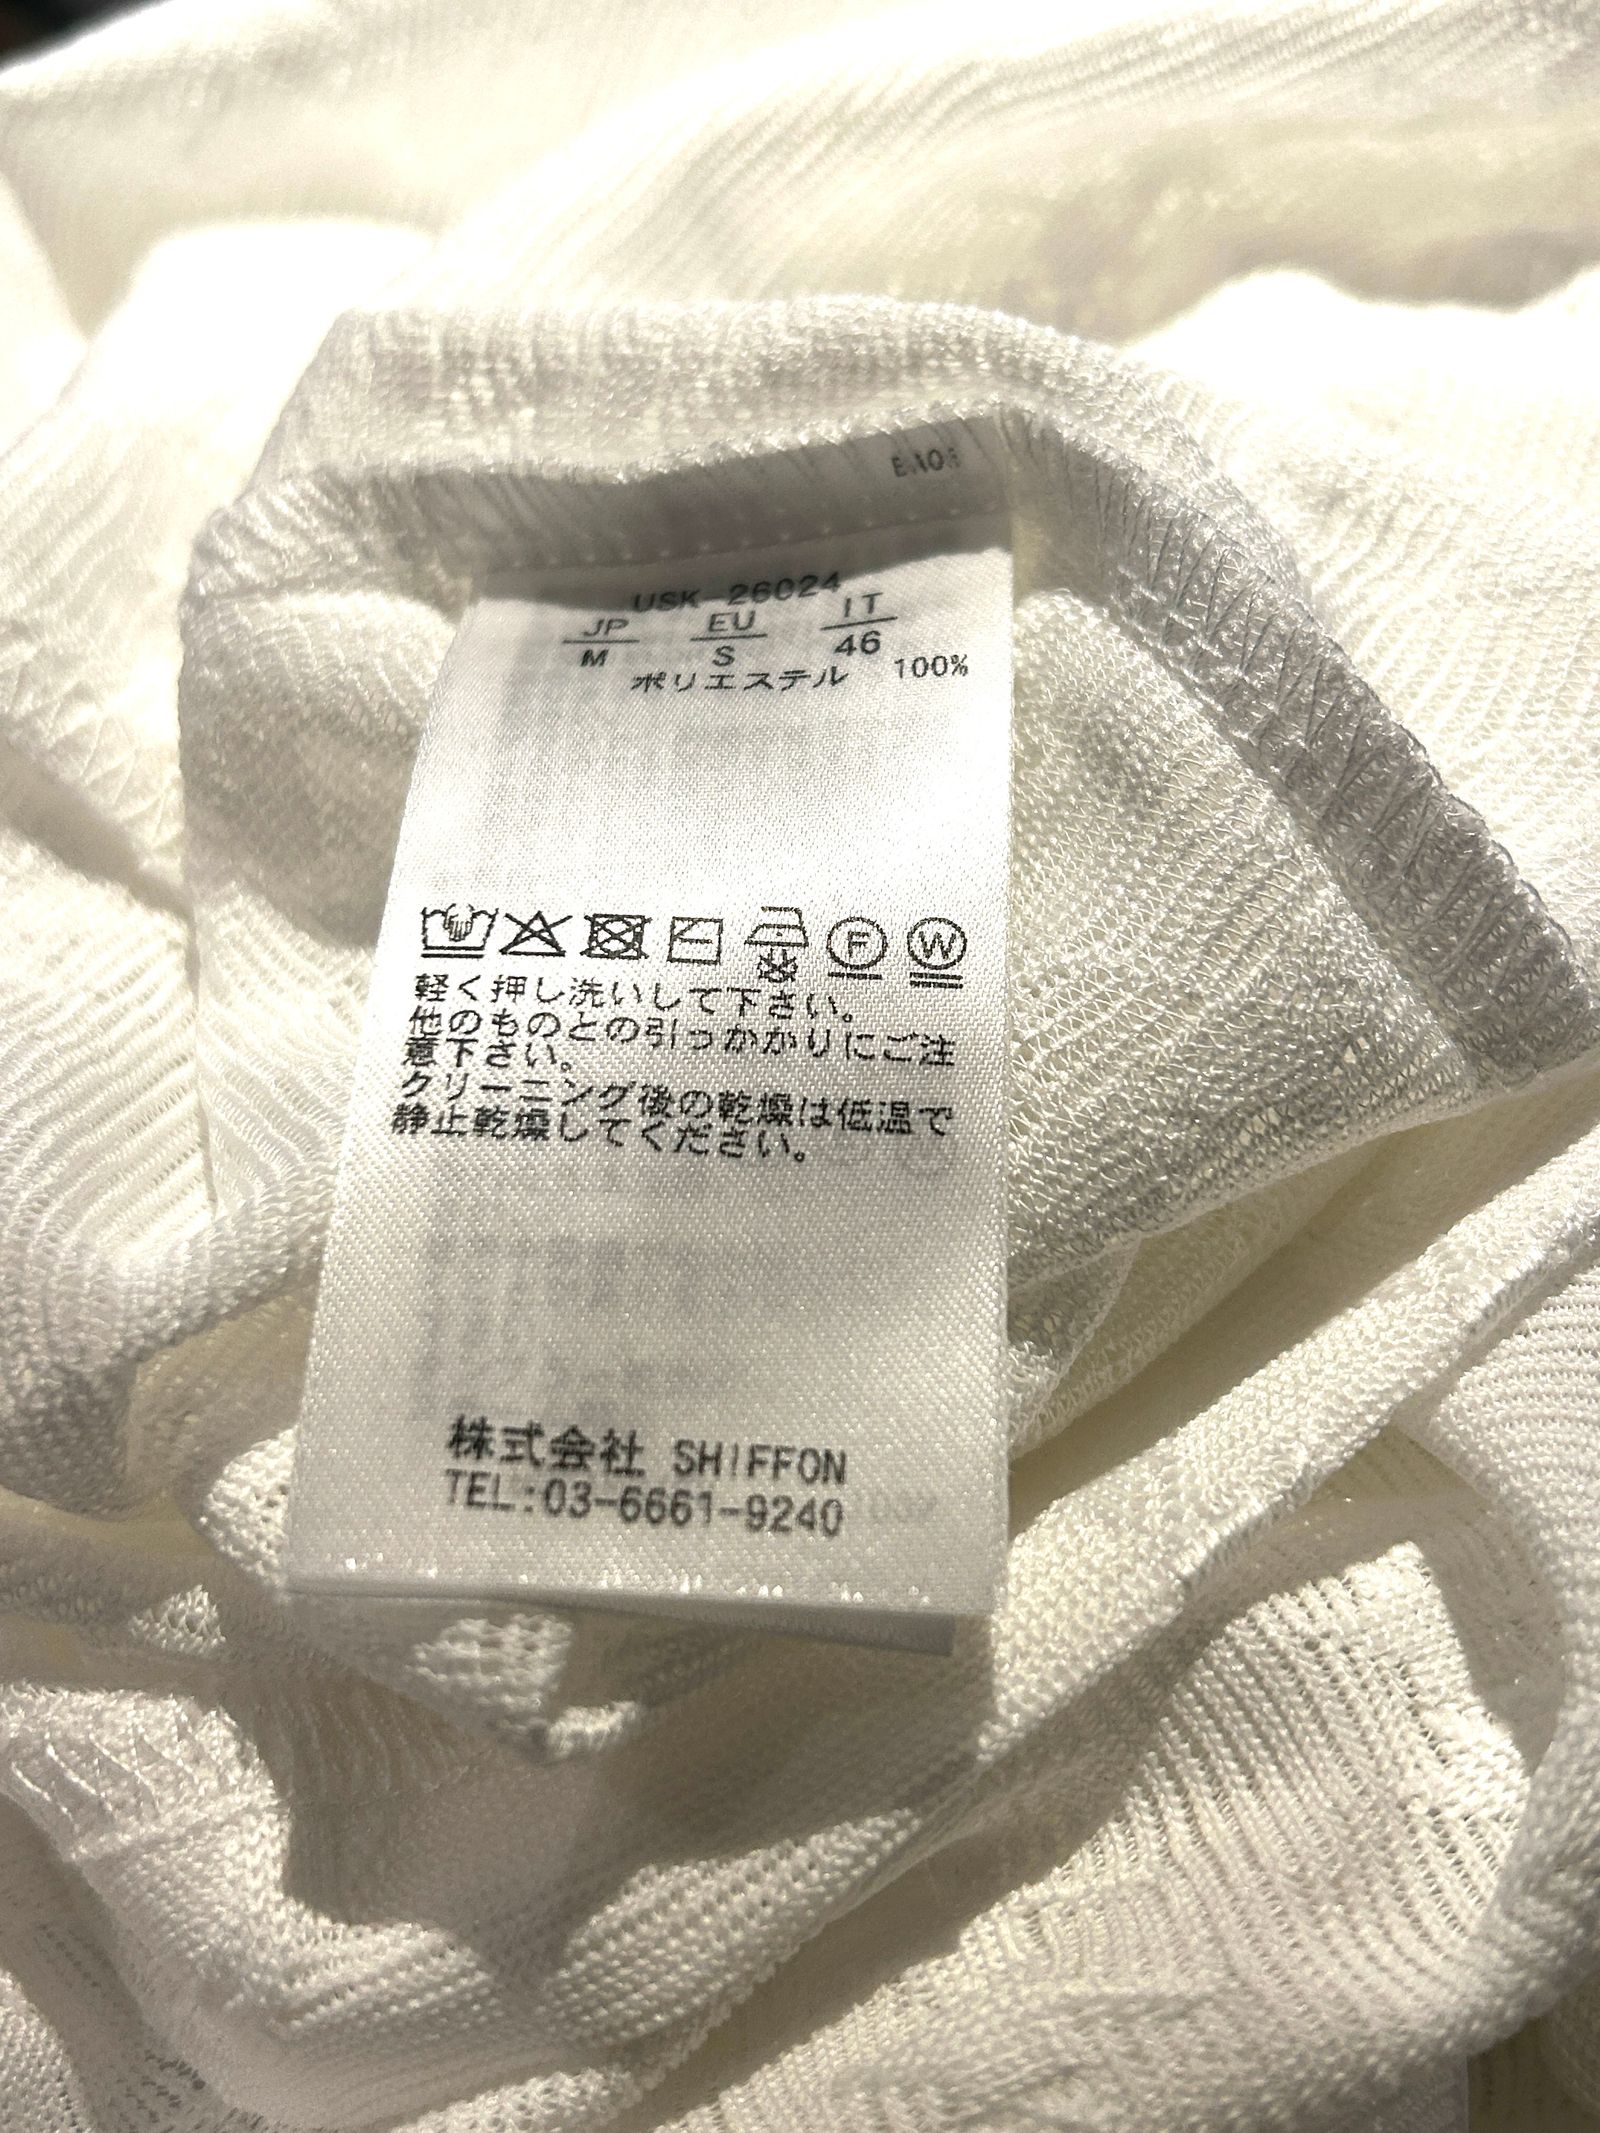 USK-26024
JP EU IT
M S 46
ポリエステル 100%
F W
軽く押し洗いして下さい。
他のものとの引っかかりにご注
意下さい。
クリーニング後の乾燥は低温で
静止乾燥してください。
株式会社 SHIFFON
TEL:03-6661-9240